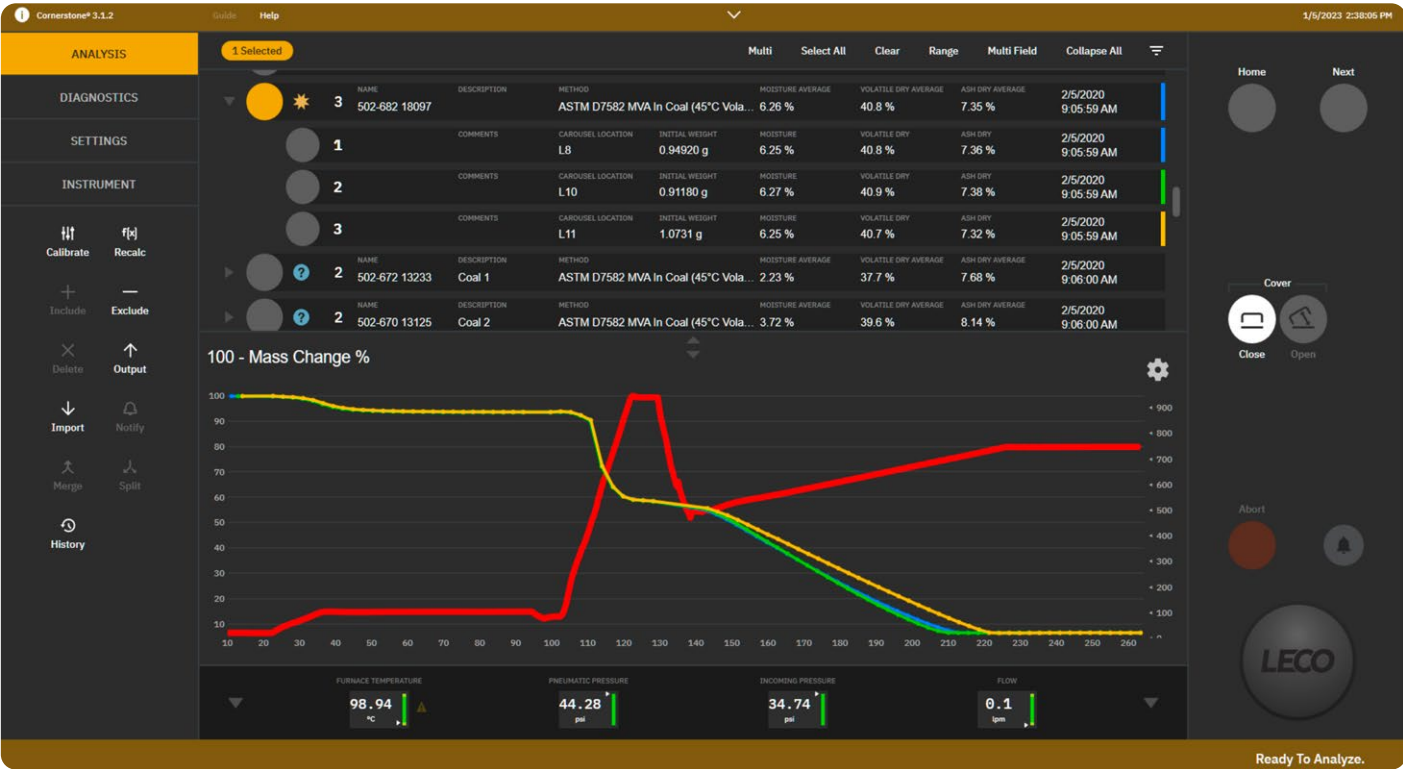 Cornerstone® 3.1.2 Guide Help 1/5/2023 2:38:05 PM
ANALYSIS
DIAGNOSTICS
SETTINGS
INSTRUMENT
Calibrate f(x) Recalc
Include Exclude
Delete Output
Import Notify
Merge Split
History
1 Selected Multi Select All Clear Range Multi Field Collapse All
NAME DESCRIPTION METHOD MOISTURE AVERAGE VOLATILE DRY AVERAGE ASH DRY AVERAGE
3 502-682 18097 ASTM D7582 MVA In Coal (45°C Vola... 6.26 % 40.8 % 7.35 % 2/5/2020 9:05:59 AM
COMMENTS CAROUSEL LOCATION INITIAL WEIGHT MOISTURE VOLATILE DRY ASH DRY
1 L8 0.94920 g 6.25 % 40.8 % 7.36 % 2/5/2020 9:05:59 AM
COMMENTS CAROUSEL LOCATION INITIAL WEIGHT MOISTURE VOLATILE DRY ASH DRY
2 L10 0.91180 g 6.27 % 40.9 % 7.38 % 2/5/2020 9:05:59 AM
COMMENTS CAROUSEL LOCATION INITIAL WEIGHT MOISTURE VOLATILE DRY ASH DRY
3 L11 1.0731 g 6.25 % 40.7 % 7.32 % 2/5/2020 9:05:59 AM
NAME DESCRIPTION METHOD MOISTURE AVERAGE VOLATILE DRY AVERAGE ASH DRY AVERAGE
? 2 502-672 13233 Coal 1 ASTM D7582 MVA In Coal (45°C Vola... 2.23 % 37.7 % 7.68 % 2/5/2020 9:06:00 AM
NAME DESCRIPTION METHOD MOISTURE AVERAGE VOLATILE DRY AVERAGE ASH DRY AVERAGE
? 2 502-670 13125 Coal 2 ASTM D7582 MVA In Coal (45°C Vola... 3.72 % 39.6 % 8.14 % 2/5/2020 9:06:00 AM
100 - Mass Change %
100
90
80
70
60
50
40
30
20
10
900
800
700
600
500
400
300
200
100
0
10 20 30 40 50 60 70 80 90 100 110 120 130 140 150 160 170 180 190 200 210 220 230 240 250 260
FURNACE TEMPERATURE PNEUMATIC PRESSURE INCOMING PRESSURE FLOW
98.94 44.28 34.74 0.1
°C psi psi lpm
Home Next
Cover
Close Open
Abort
LECO
Ready To Analyze.